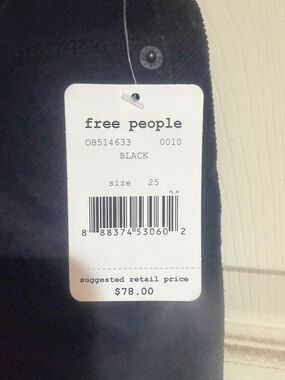 free people
OB514633 0010
BLACK
size 25
8 88374 53060 2
suggested retail price
$78.00